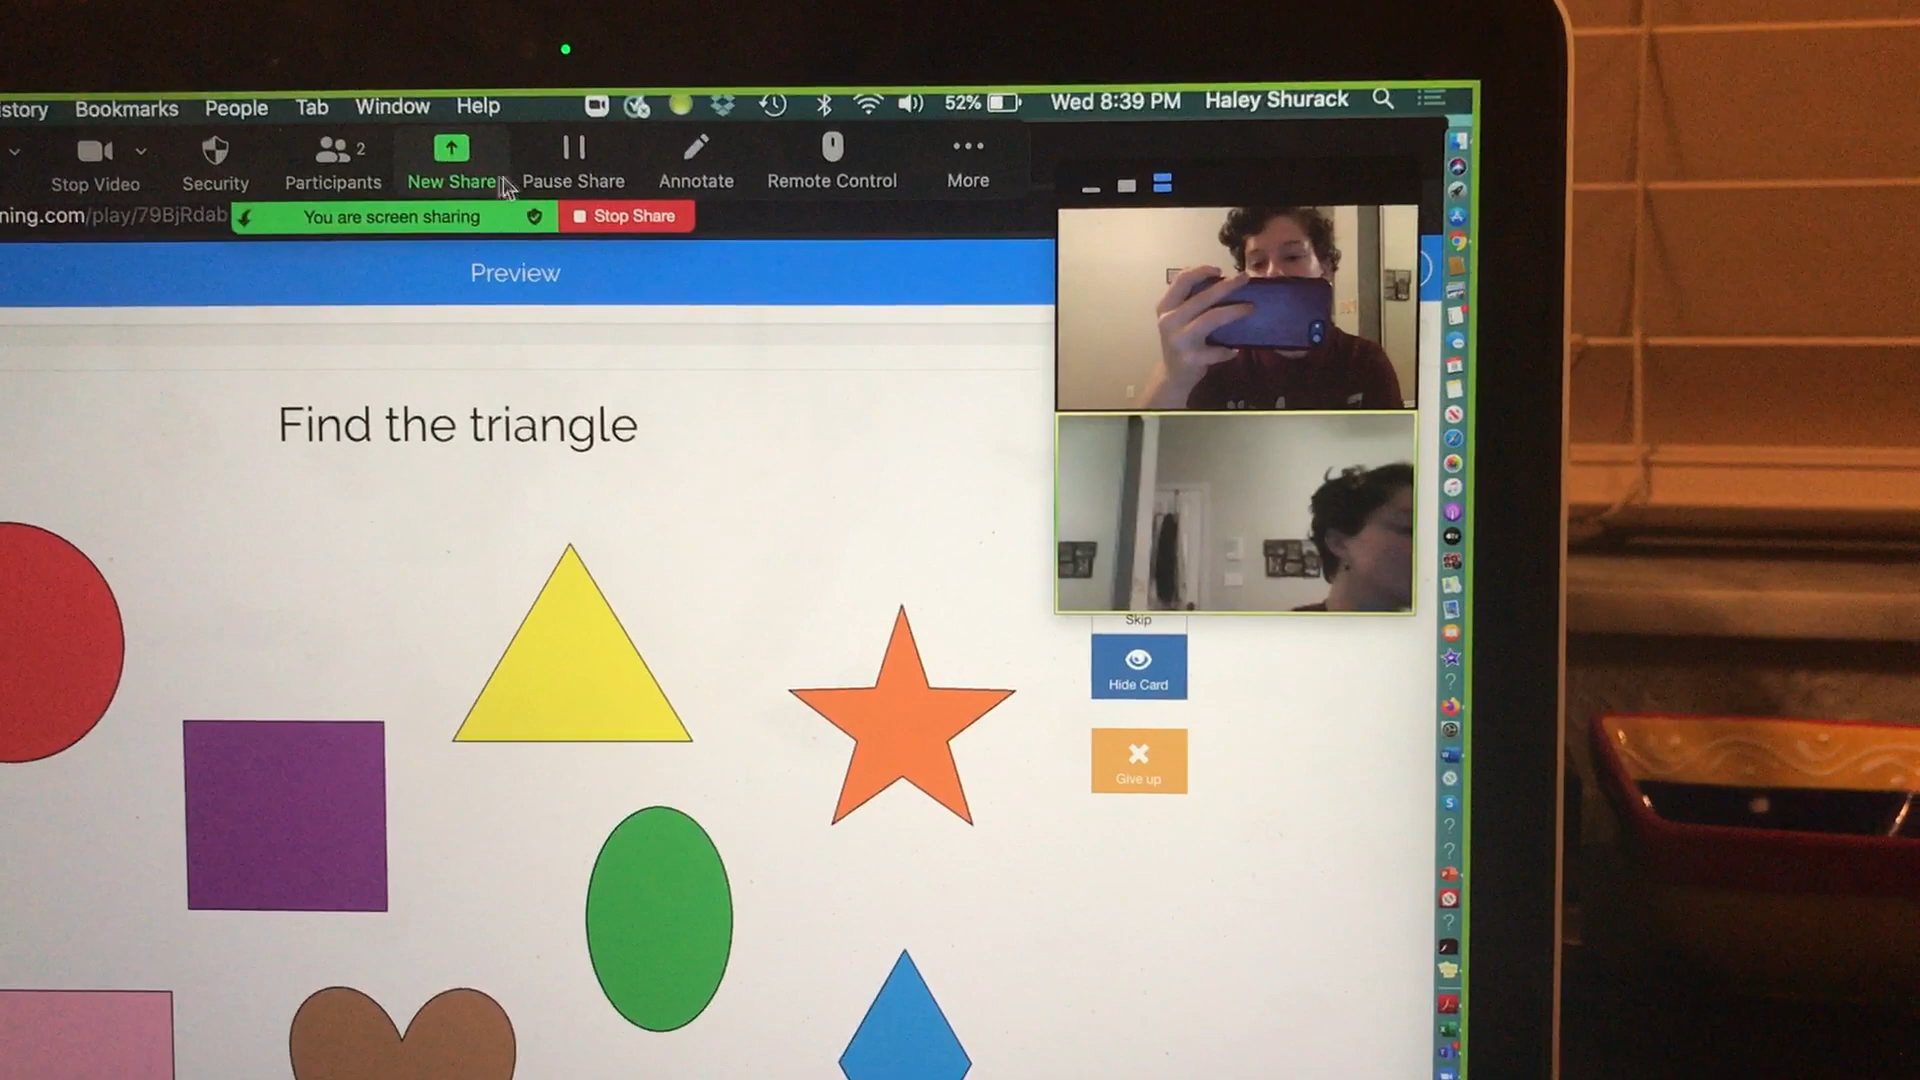 story Bookmarks People Tab Window Help 52% Wed 8:39 PM Haley Shurack
Stop Video Security Participants 2 New Share Pause Share Annotate Remote Control More
ning.com/play/79BjRdab You are screen sharing Stop Share
Preview
Find the triangle
Skip
Hide Card
Give up